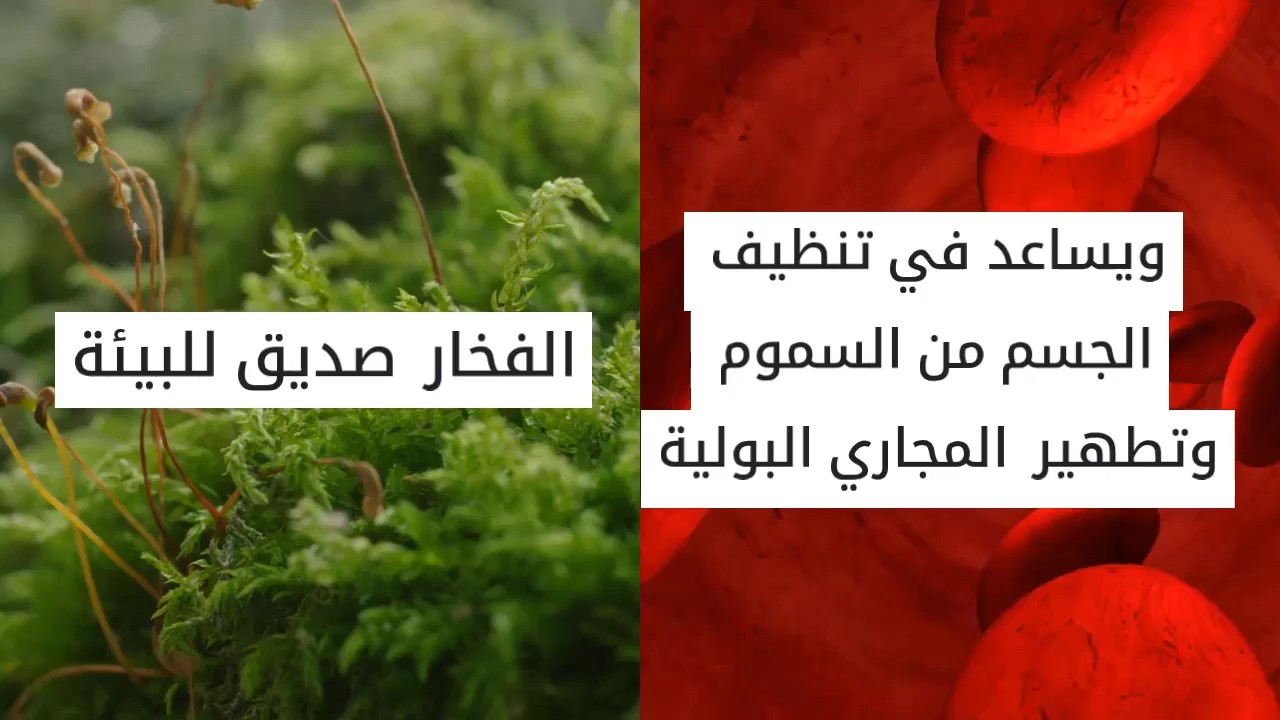 الفخار صديق للبيئة
ويساعد في تنظيف
الجسم من السموم
وتطهير المجاري البولية